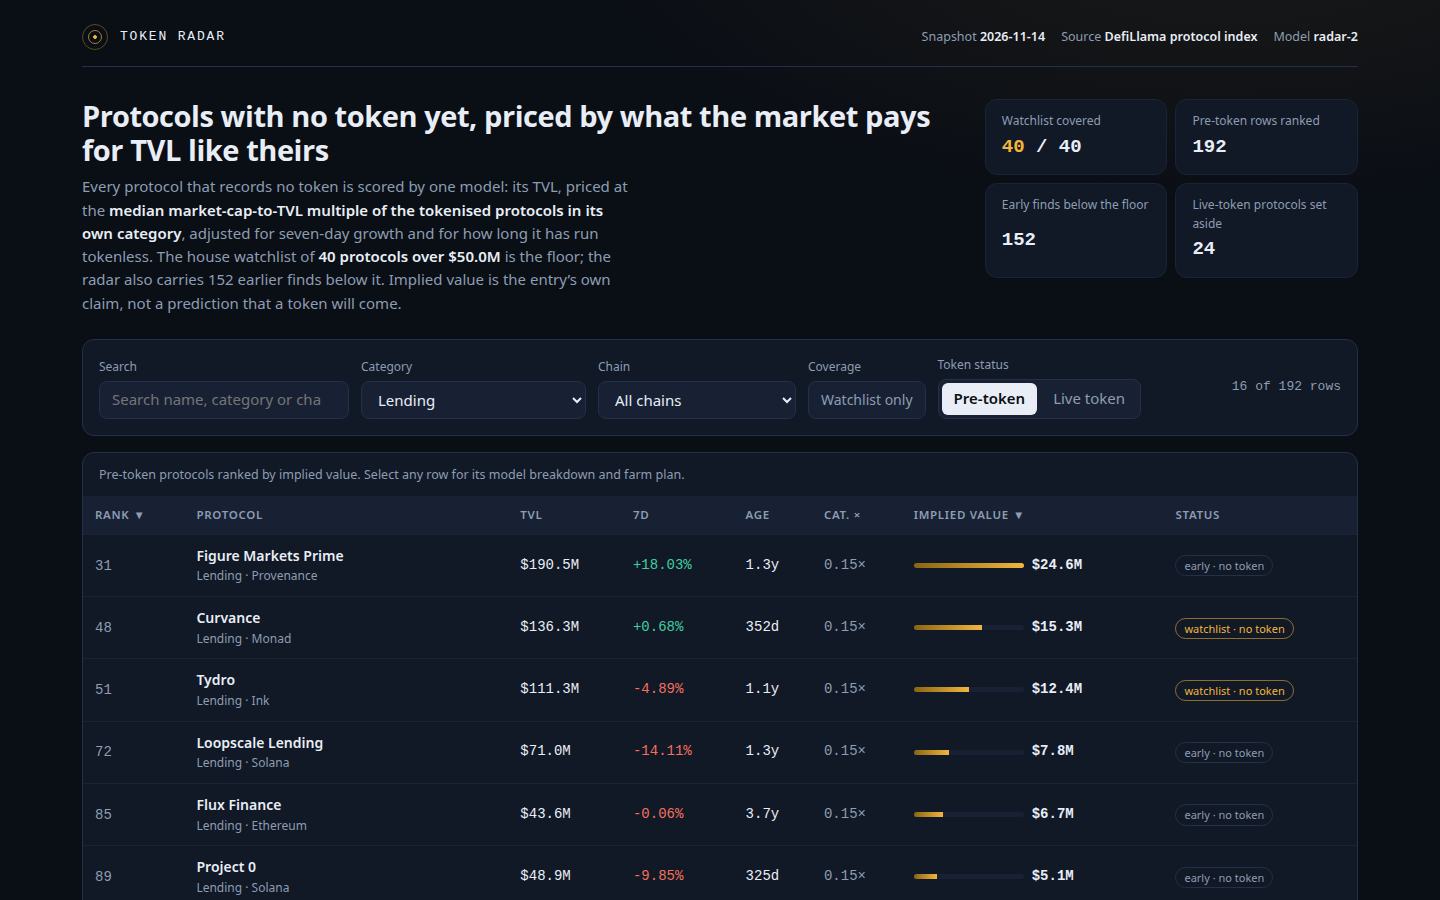 TOKEN RADAR
Snapshot 2026-11-14 Source DefiLlama protocol index Model radar-2
Protocols with no token yet, priced by what the market pays
for TVL like theirs
Every protocol that records no token is scored by one model: its TVL, priced at
the median market-cap-to-TVL multiple of the tokenised protocols in its
own category, adjusted for seven-day growth and for how long it has run
tokenless. The house watchlist of 40 protocols over $50.0M is the floor; the
radar also carries 152 earlier finds below it. Implied value is the entry's own
claim, not a prediction that a token will come.
Watchlist covered
40 / 40
Pre-token rows ranked
192
Early finds below the floor
152
Live-token protocols set
aside
24
Search
Search name, category or cha
Category
Lending
Chain
All chains
Coverage
Watchlist only
Token status
Pre-token Live token
16 of 192 rows
Pre-token protocols ranked by implied value. Select any row for its model breakdown and farm plan.
RANK ▼ PROTOCOL TVL 7D AGE CAT. × IMPLIED VALUE ▼ STATUS
31 Figure Markets Prime $190.5M +18.03% 1.3y 0.15× $24.6M early · no token
Lending · Provenance
48 Curvance $136.3M +0.68% 352d 0.15× $15.3M watchlist · no token
Lending · Monad
51 Tydro $111.3M -4.89% 1.1y 0.15× $12.4M watchlist · no token
Lending · Ink
72 Loopscale Lending $71.0M -14.11% 1.3y 0.15× $7.8M early · no token
Lending · Solana
85 Flux Finance $43.6M -0.06% 3.7y 0.15× $6.7M early · no token
Lending · Ethereum
89 Project 0 $48.9M -9.85% 325d 0.15× $5.1M early · no token
Lending · Solana